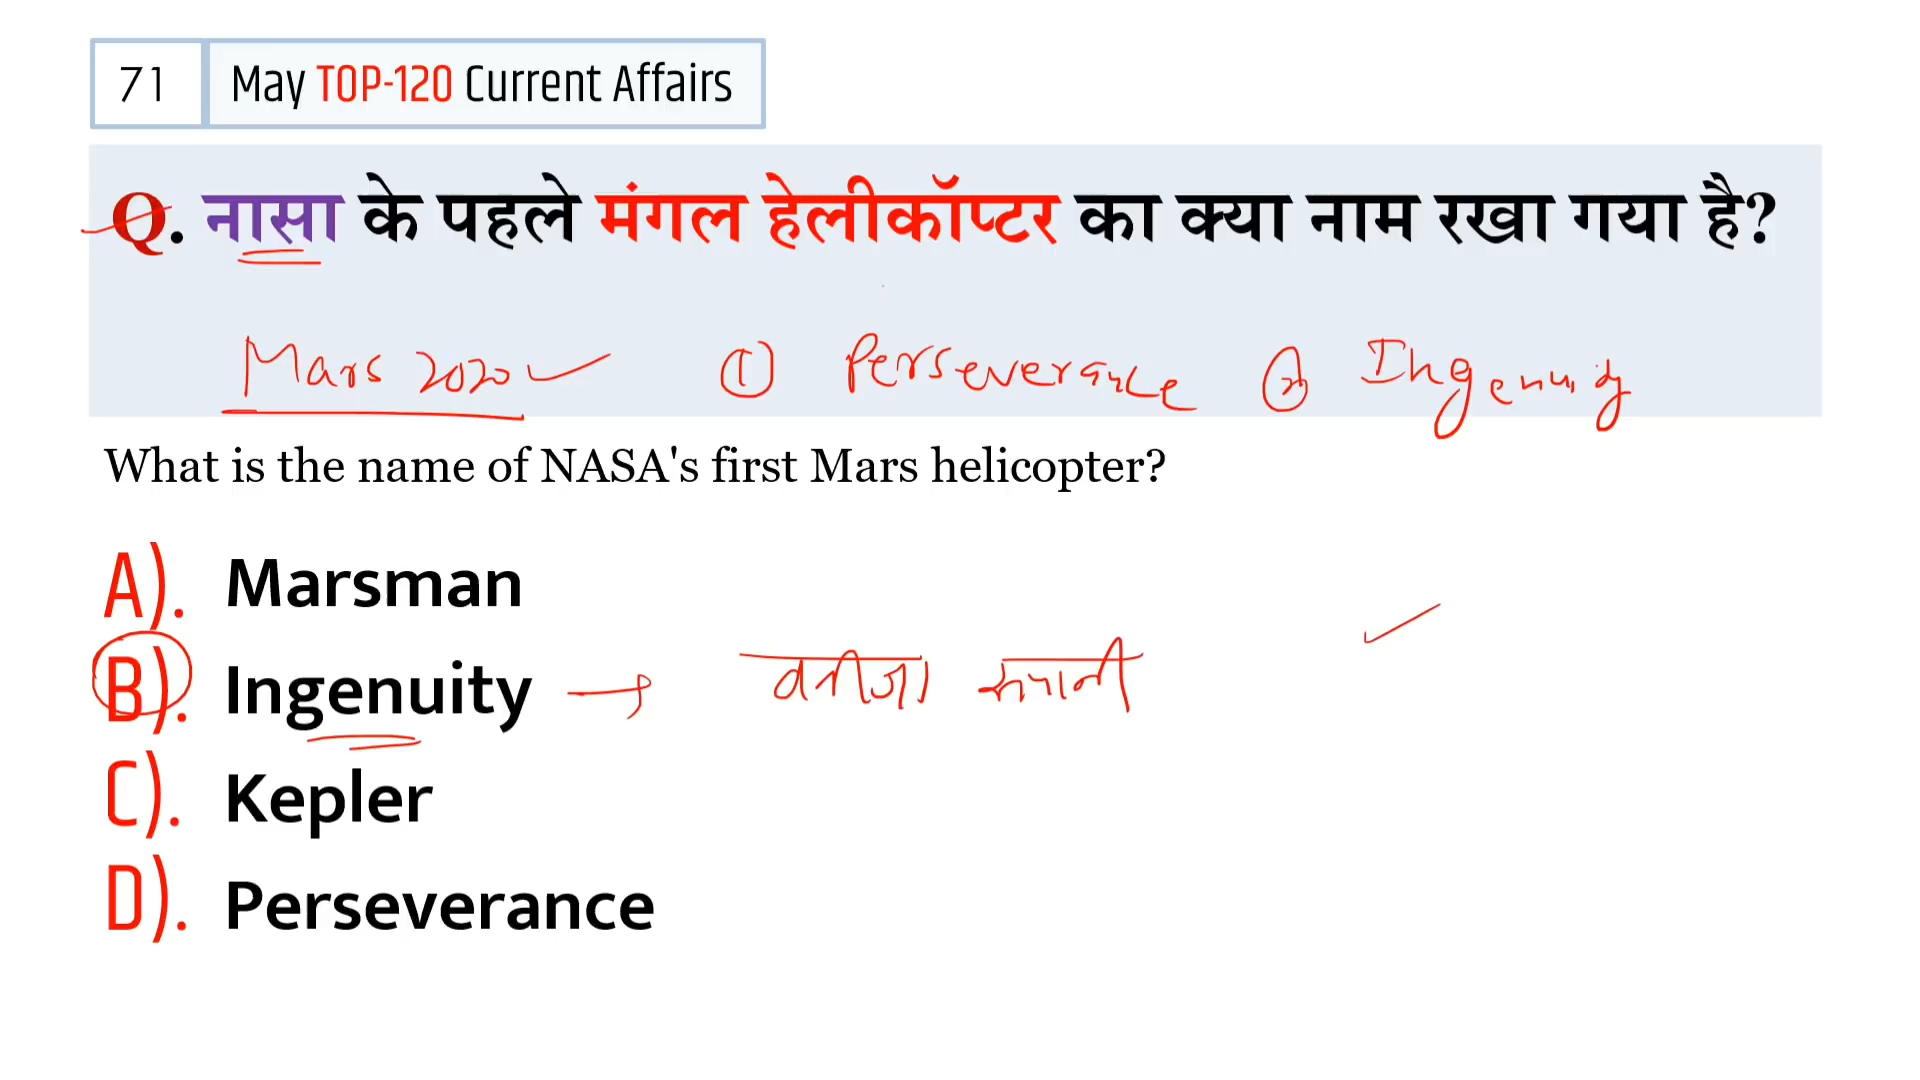 71 May TOP-120 Current Affairs
Q. नासा के पहले मंगल हेलीकॉप्टर का क्या नाम रखा गया है?
Mars 2020 ① Perseverance ② Ingenuity
What is the name of NASA's first Mars helicopter?
A). Marsman
B). Ingenuity → वनीजा रूपानी
C). Kepler
D). Perseverance